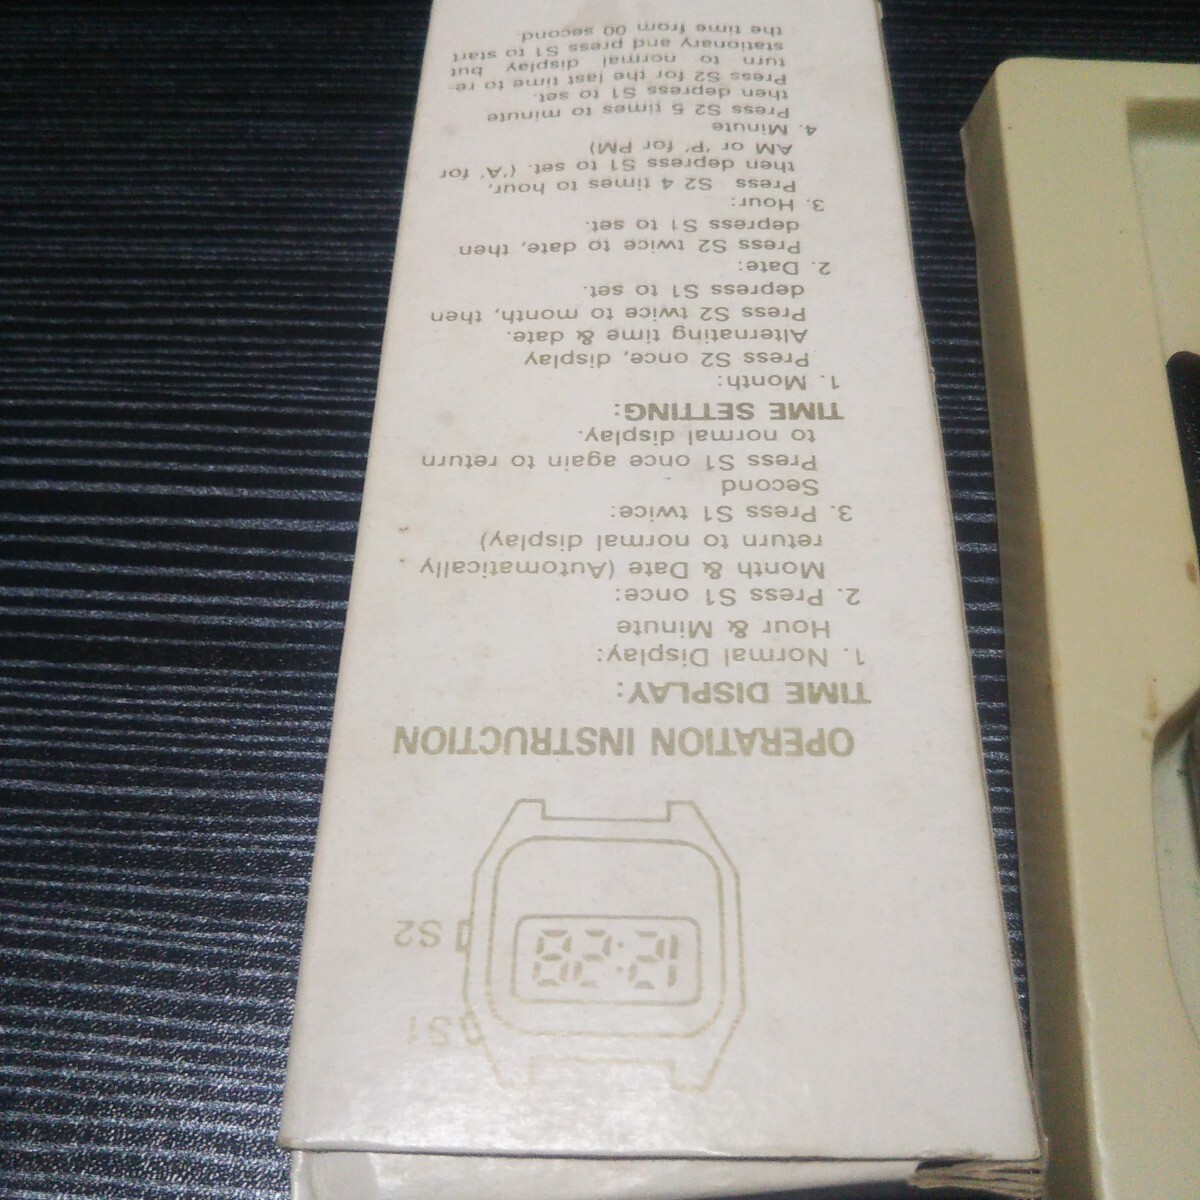 S1
S2
12:28
OPERATION INSTRUCTION
TIME DISPLAY:
1. Normal Display:
Hour & Minute
2. Press S1 once:
Month & Date (Automatically
return to normal display)
3. Press S1 twice:
Second
Press S1 once again to return
to normal display.
TIME SETTING:
1. Month:
Press S2 once, display
Alternating time & date.
Press S2 twice to month, then
depress S1 to set.
2. Date:
Press S2 twice to date, then
depress S1 to set.
3. Hour:
Press S2 4 times to hour,
then depress S1 to set. ('A' for
AM or 'P' for PM)
4. Minute
Press S2 5 times to minute
then depress S1 to set.
Press S2 for the last time to re-
turn to normal display but
stationary and press S1 to start
the time from 00 second.